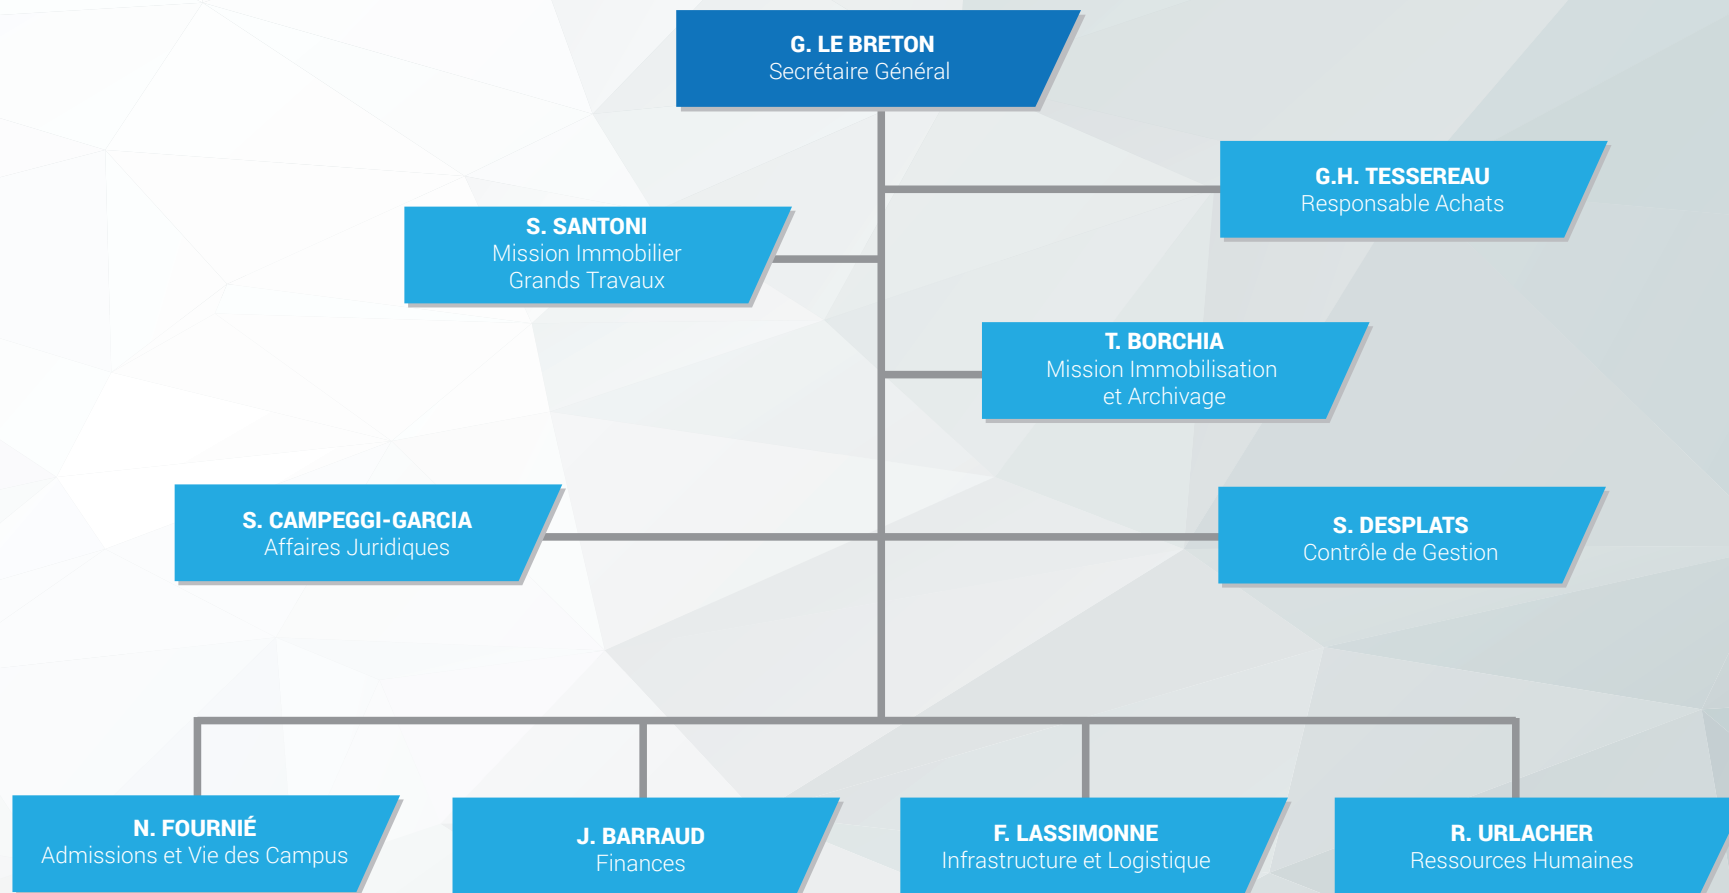 G. LE BRETON
Secrétaire Général
G.H. TESSEREAU
Responsable Achats
S. SANTONI
Mission Immobilier
Grands Travaux
T. BORCHIA
Mission Immobilisation
et Archivage
S. CAMPEGGI-GARCIA
Affaires Juridiques
S. DESPLATS
Contrôle de Gestion
N. FOURNIÉ
Admissions et Vie des Campus
J. BARRAUD
Finances
F. LASSIMONNE
Infrastructure et Logistique
R. URLACHER
Ressources Humaines